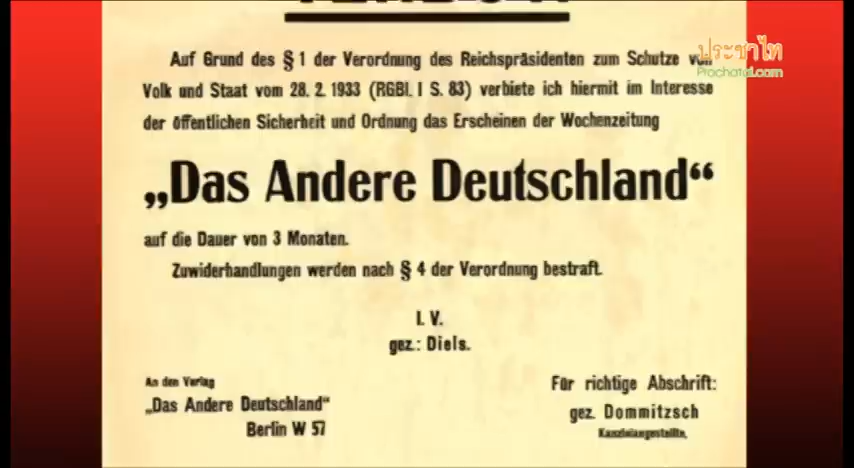 ประชาไท
Prachatai.com
Auf Grund des § 1 der Verordnung des Reichspräsidenten zum Schutze von
Volk und Staat vom 28. 2. 1933 (RGBl. I S. 83) verbiete ich hiermit im Interesse
der öffentlichen Sicherheit und Ordnung das Erscheinen der Wochenzeitung
„Das Andere Deutschland“
auf die Dauer von 3 Monaten.
Zuwiderhandlungen werden nach § 4 der Verordnung bestraft.
I. V.
gez.: Diels.
An den Verlag
„Das Andere Deutschland“
Berlin W 57
Für richtige Abschrift:
gez. Dommitzsch
Kanzleiangestellte.